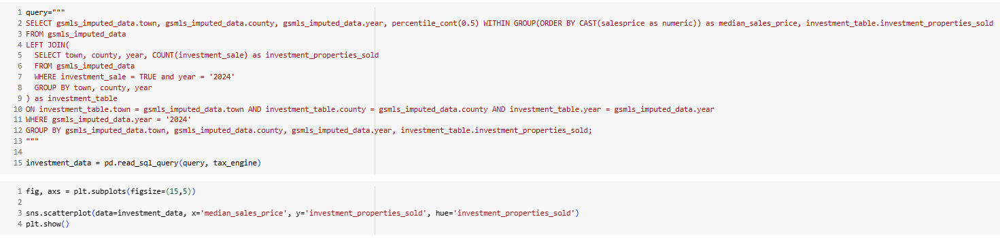 1 query="""
2 SELECT gsmls_imputed_data.town, gsmls_imputed_data.county, gsmls_imputed_data.year, percentile_cont(0.5) WITHIN GROUP(ORDER BY CAST(salesprice as numeric)) as median_sales_price, investment_table.investment_properties_sold
3 FROM gsmls_imputed_data
4 LEFT JOIN(
5   SELECT town, county, year, COUNT(investment_sale) as investment_properties_sold
6   FROM gsmls_imputed_data
7   WHERE investment_sale = TRUE and year = '2024'
8   GROUP BY town, county, year
9 ) as investment_table
10 ON investment_table.town = gsmls_imputed_data.town AND investment_table.county = gsmls_imputed_data.county AND investment_table.year = gsmls_imputed_data.year
11 WHERE gsmls_imputed_data.year = '2024'
12 GROUP BY gsmls_imputed_data.town, gsmls_imputed_data.county, gsmls_imputed_data.year, investment_table.investment_properties_sold;
13 """
14
15 investment_data = pd.read_sql_query(query, tax_engine)
1 fig, axs = plt.subplots(figsize=(15,5))
2
3 sns.scatterplot(data=investment_data, x='median_sales_price', y='investment_properties_sold', hue='investment_properties_sold')
4 plt.show()